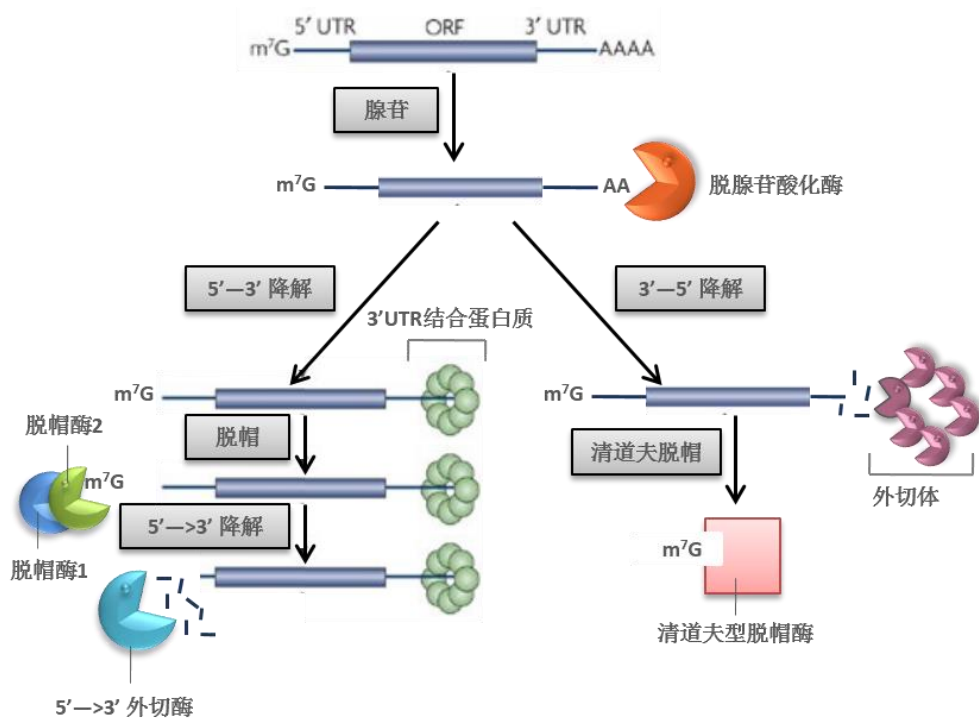 5′ UTR ORF 3′ UTR
m⁷G AAAA
腺苷
m⁷G AA
脱腺苷酸化酶
5′—3′ 降解
3′—5′ 降解
3′UTR结合蛋白质
m⁷G
m⁷G
脱帽酶2
脱帽
清道夫脱帽
m⁷G
外切体
5′—>3′ 降解
m⁷G
脱帽酶1
清道夫型脱帽酶
5′—>3′ 外切酶